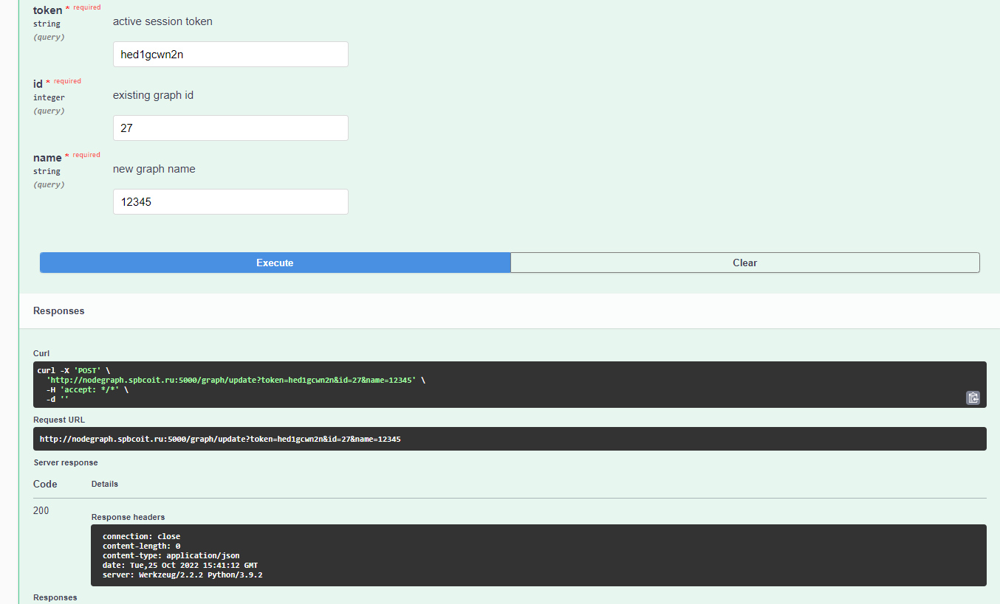 token * required
string
(query)
active session token
hed1gcwn2n
id * required
integer
(query)
existing graph id
27
name * required
string
(query)
new graph name
12345
Execute
Clear
Responses
Curl
curl -X 'POST' \
'http://nodegraph.spbcoit.ru:5000/graph/update?token=hed1gcwn2n&id=27&name=12345' \
-H 'accept: */*' \
-d ''
Request URL
http://nodegraph.spbcoit.ru:5000/graph/update?token=hed1gcwn2n&id=27&name=12345
Server response
Code Details
200
Response headers
connection: close
content-length: 0
content-type: application/json
date: Tue,25 Oct 2022 15:41:12 GMT
server: Werkzeug/2.2.2 Python/3.9.2
Responses